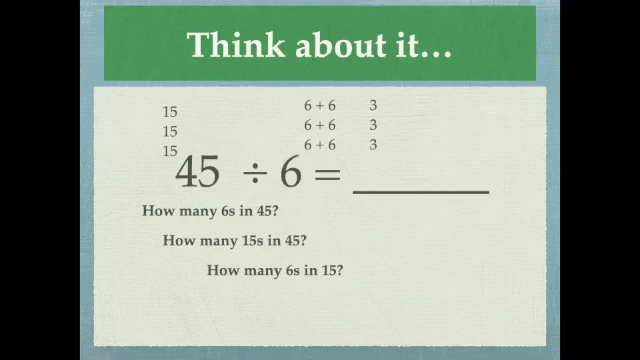 Think about it…
15 6 + 6 3
15 6 + 6 3
15 6 + 6 3
45 ÷ 6 = ________
How many 6s in 45?
How many 15s in 45?
How many 6s in 15?